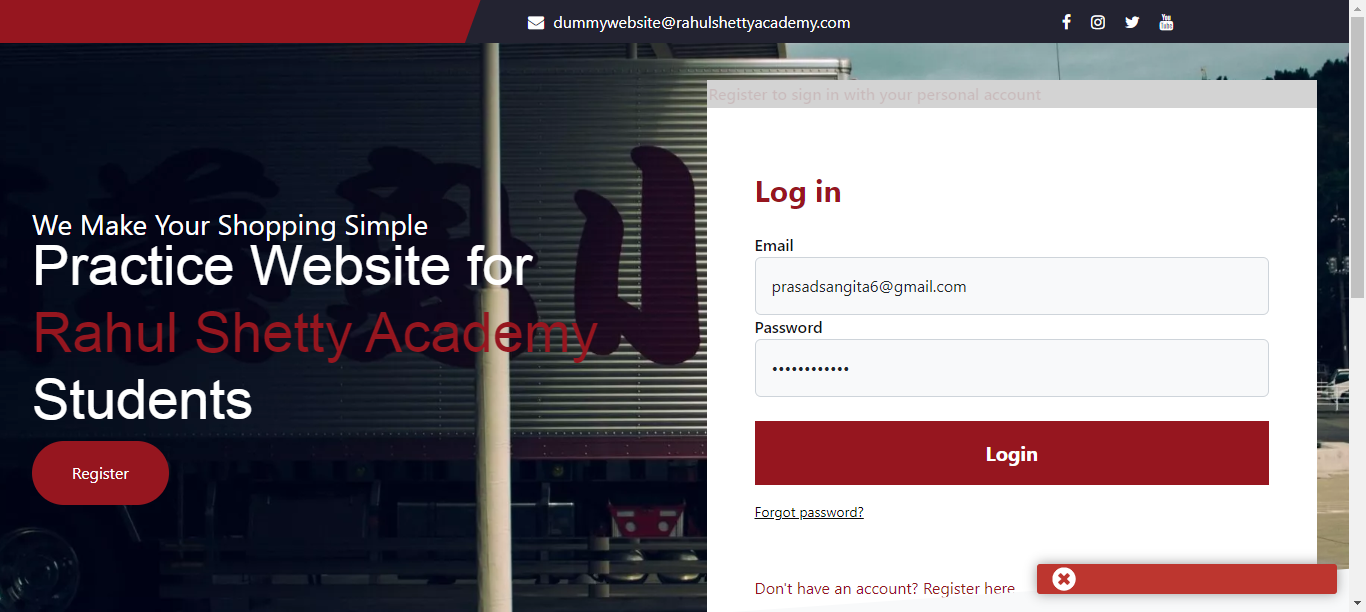 dummywebsite@rahulshettyacademy.com
Register to sign in with your personal account
We Make Your Shopping Simple
Practice Website for
Rahul Shetty Academy
Students
Register
Log in
Email
prasadsangita6@gmail.com
Password
••••••••••••
Login
Forgot password?
Don't have an account? Register here